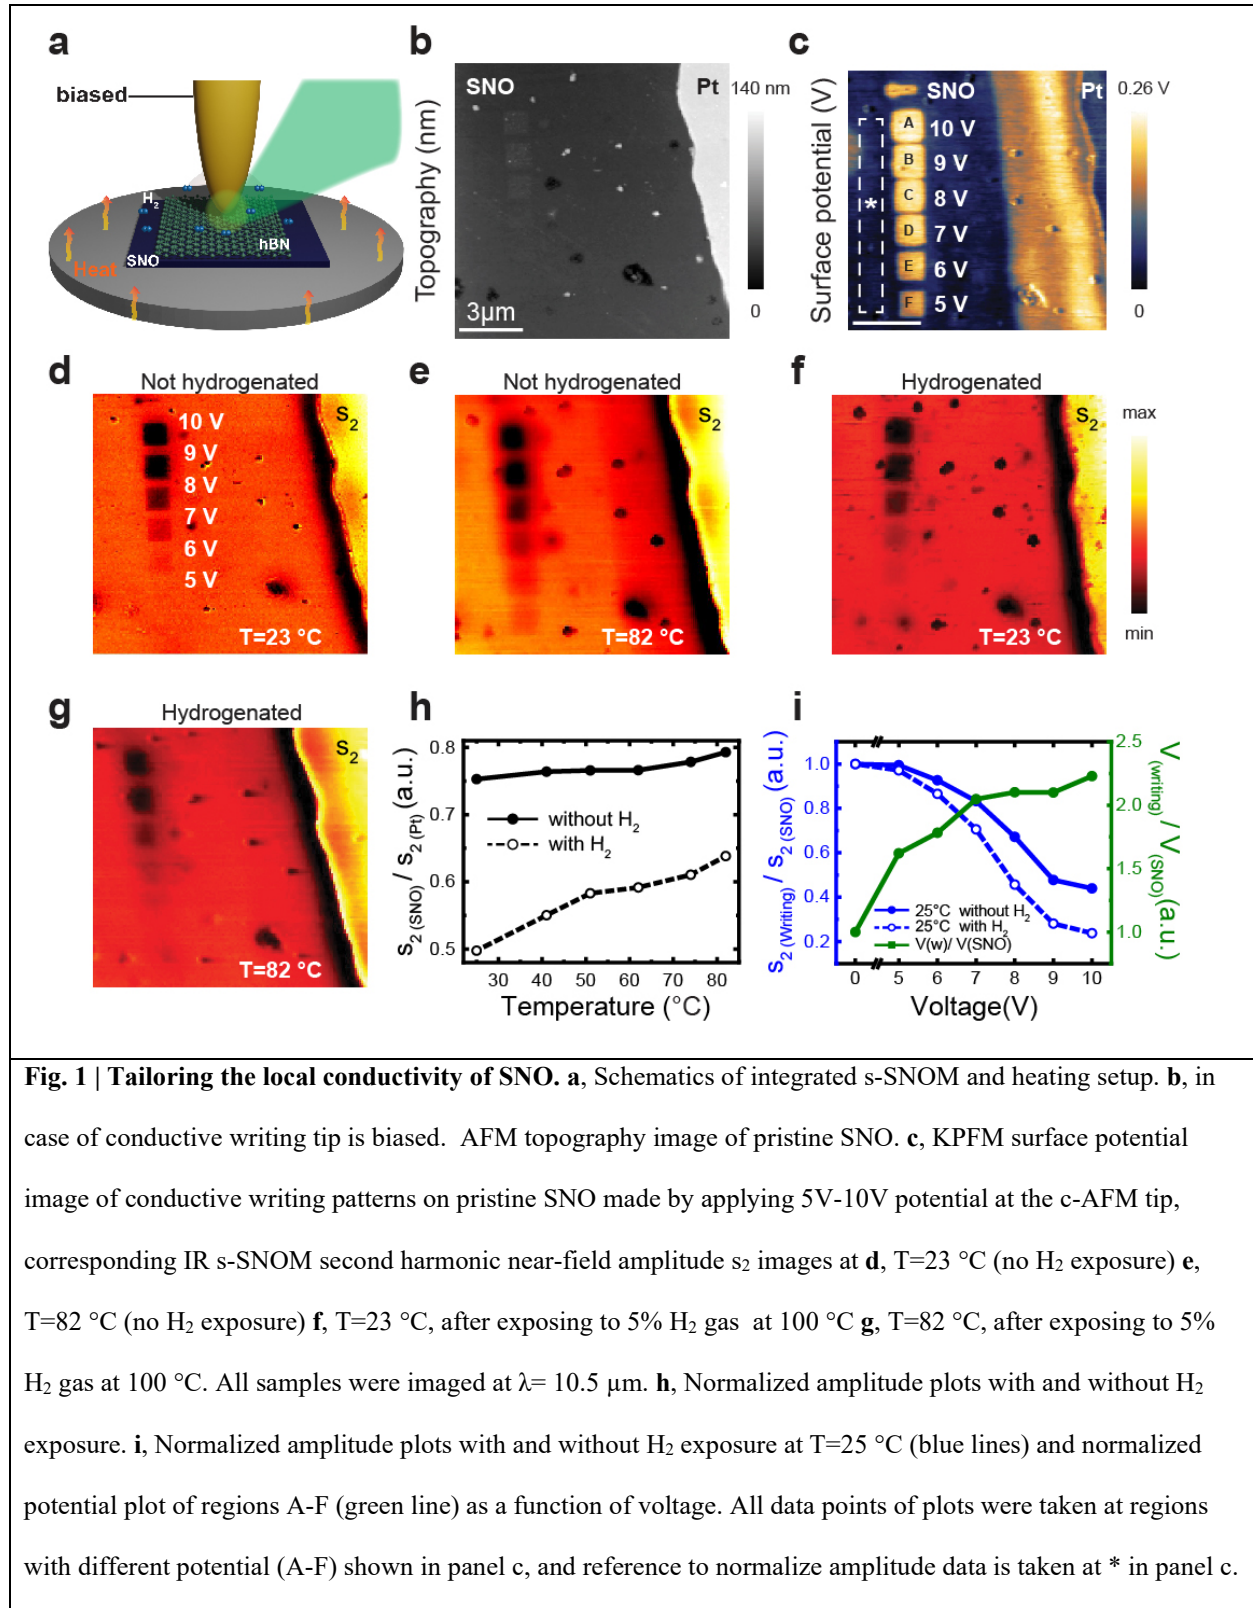 a
biased
H2
hBN
SNO
Heat
b
Topography (nm)
SNO
Pt
140 nm
0
3μm
c
Surface potential (V)
SNO
Pt
0.26 V
0
A 10 V
B 9 V
C 8 V
* D 7 V
E 6 V
F 5 V
d
Not hydrogenated
S2
10 V
9 V
8 V
7 V
6 V
5 V
T=23 °C
e
Not hydrogenated
S2
T=82 °C
f
Hydrogenated
S2
T=23 °C
max
min
g
Hydrogenated
S2
T=82 °C
h
s2 (SNO) / s2 (Pt) (a.u.)
0.8
0.7
0.6
0.5
without H2
with H2
30 40 50 60 70 80
Temperature (°C)
i
s2 (Writing) / s2 (SNO) (a.u.)
1.0
0.8
0.6
0.4
0.2
25°C without H2
25°C with H2
V(w)/ V(SNO)
0 5 6 7 8 9 10
Voltage(V)
2.5
2.0
1.5
1.0
V(writing) / V(SNO)(a.u.)
Fig. 1 | Tailoring the local conductivity of SNO. a, Schematics of integrated s-SNOM and heating setup. b, in
case of conductive writing tip is biased. AFM topography image of pristine SNO. c, KPFM surface potential
image of conductive writing patterns on pristine SNO made by applying 5V-10V potential at the c-AFM tip,
corresponding IR s-SNOM second harmonic near-field amplitude s2 images at d, T=23 °C (no H2 exposure) e,
T=82 °C (no H2 exposure) f, T=23 °C, after exposing to 5% H2 gas at 100 °C g, T=82 °C, after exposing to 5%
H2 gas at 100 °C. All samples were imaged at λ= 10.5 μm. h, Normalized amplitude plots with and without H2
exposure. i, Normalized amplitude plots with and without H2 exposure at T=25 °C (blue lines) and normalized
potential plot of regions A-F (green line) as a function of voltage. All data points of plots were taken at regions
with different potential (A-F) shown in panel c, and reference to normalize amplitude data is taken at * in panel c.